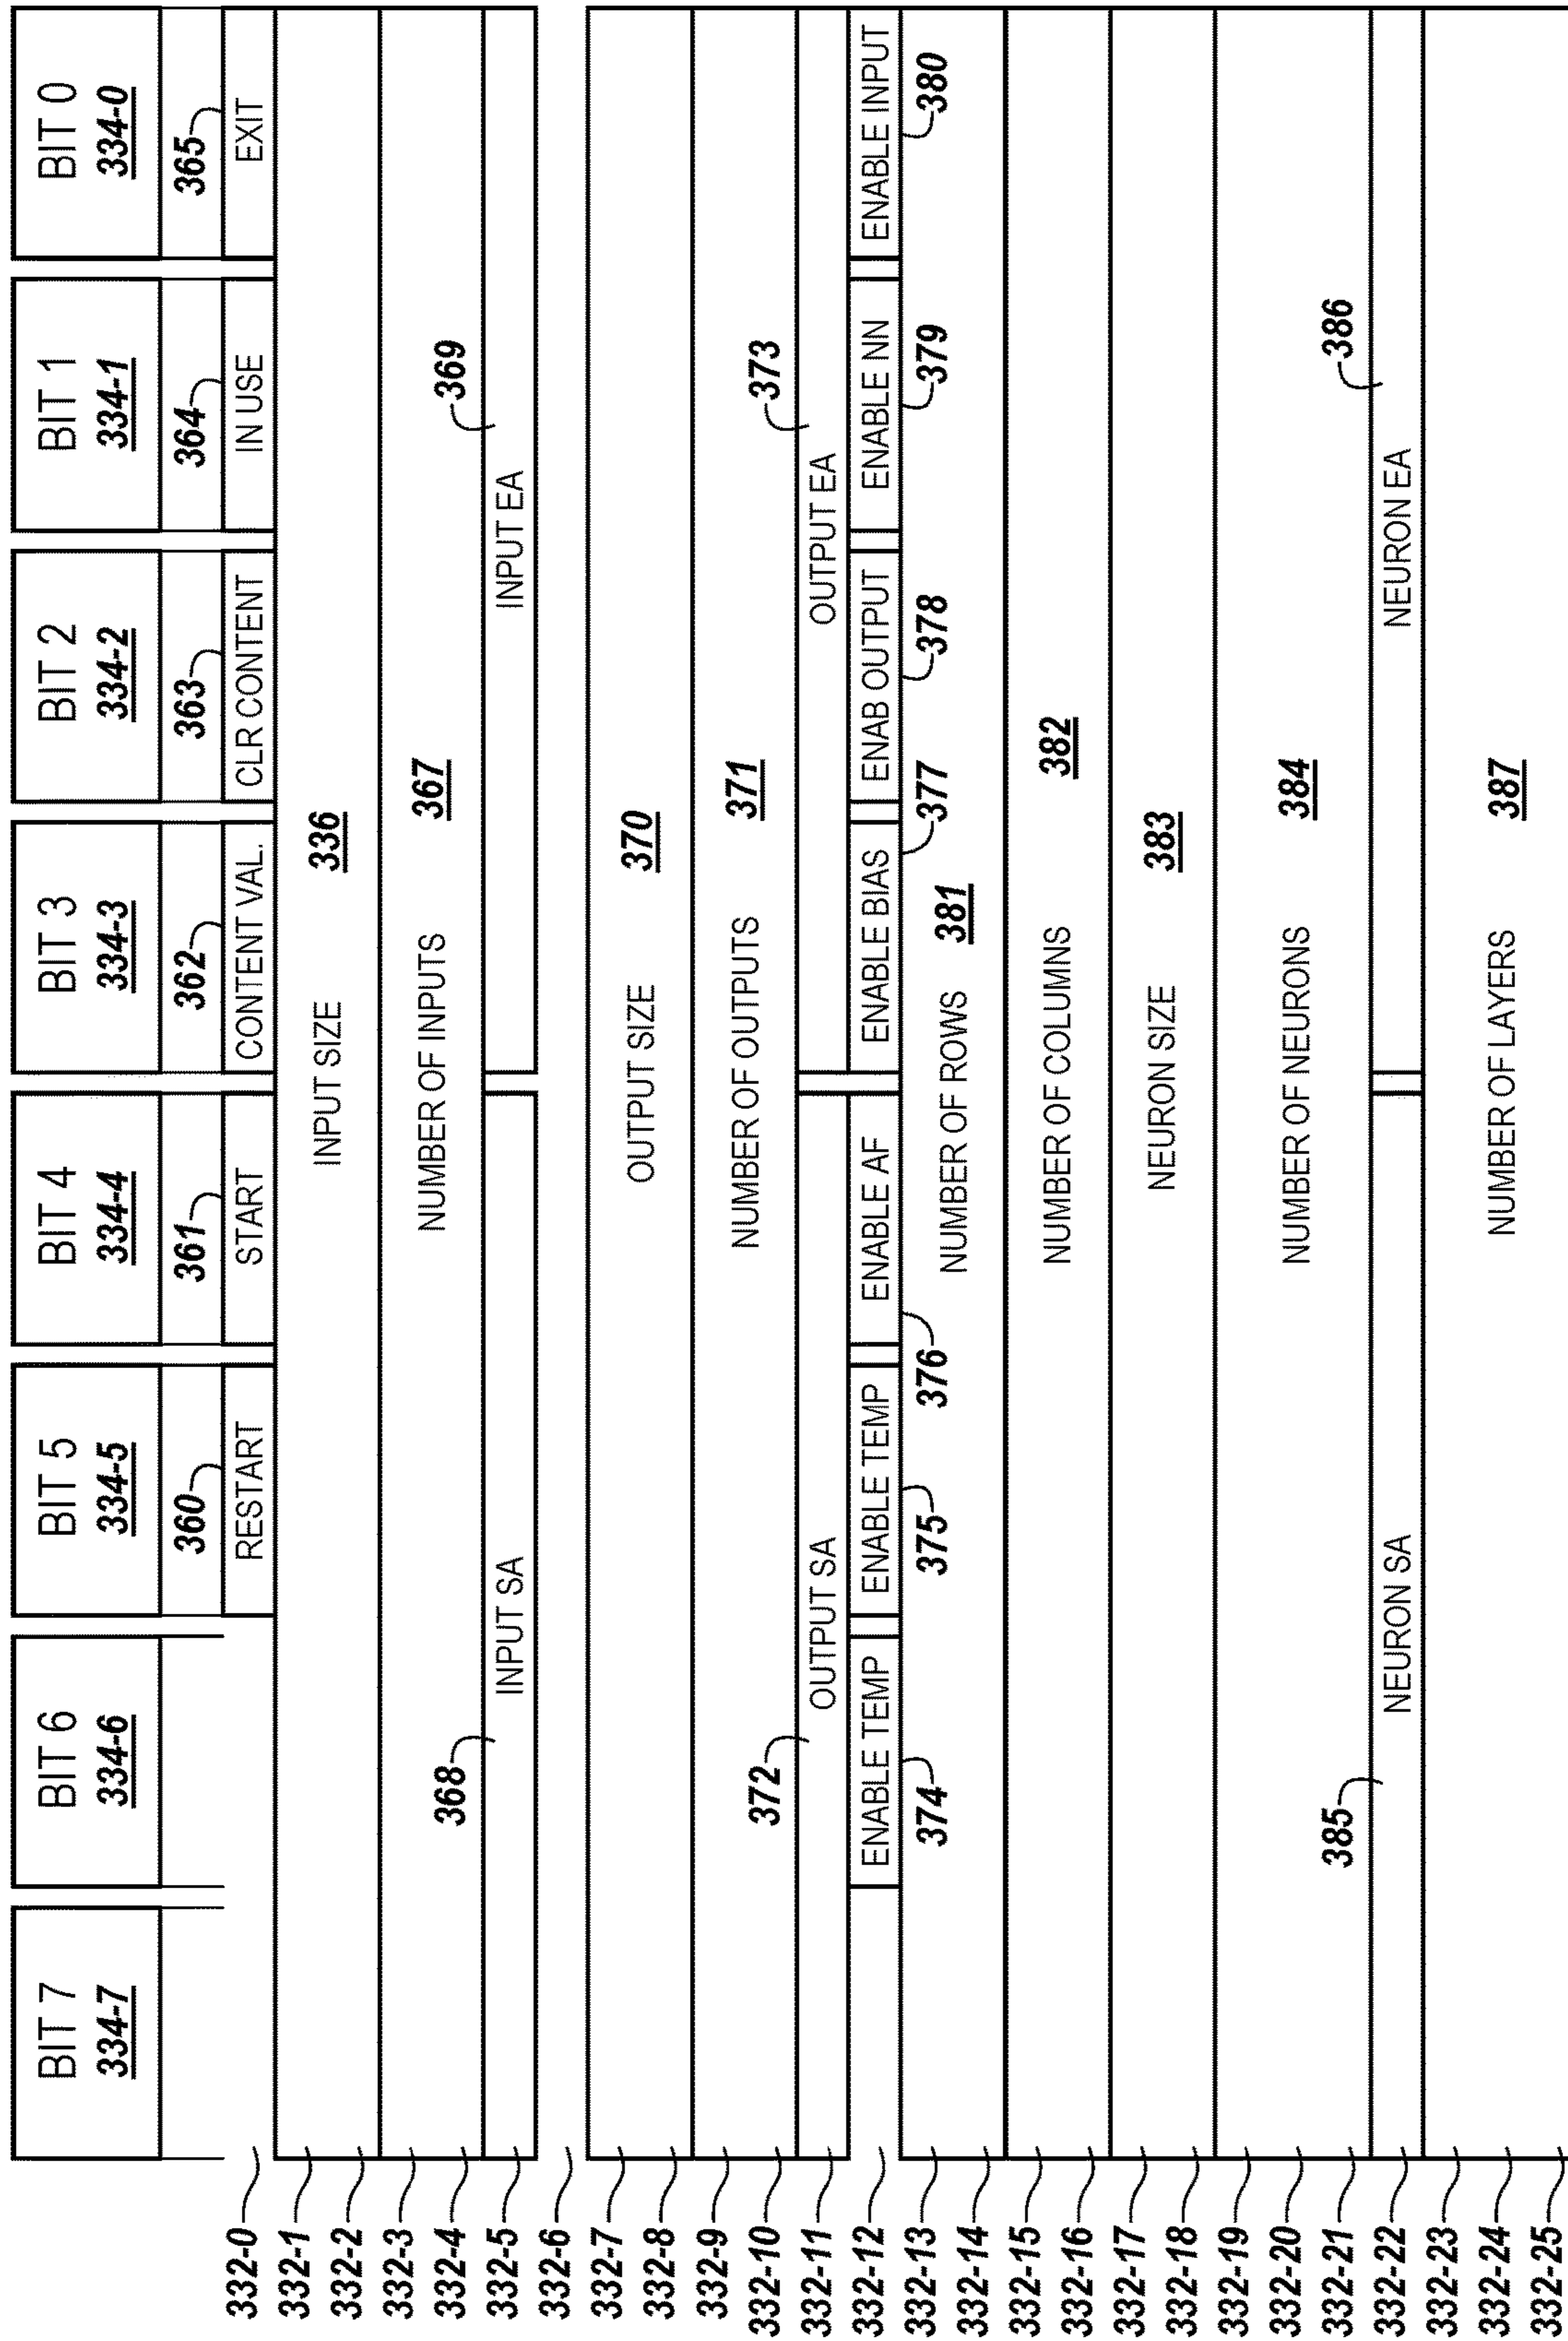 BIT 7
334-7
BIT 6
334-6
BIT 5
334-5
BIT 4
334-4
BIT 3
334-3
BIT 2
334-2
BIT 1
334-1
BIT 0
334-0
360
361
362
363
364
365
332-0
RESTART
START
CONTENT VAL.
CLR CONTENT
IN USE
EXIT
332-1
INPUT SIZE
336
332-2
332-3
NUMBER OF INPUTS
367
332-4
368
369
332-5
INPUT SA
INPUT EA
332-6
332-7
OUTPUT SIZE
370
332-8
332-9
NUMBER OF OUTPUTS
371
332-10
372
373
332-11
OUTPUT SA
OUTPUT EA
332-12
ENABLE TEMP
ENABLE TEMP
ENABLE AF
ENABLE BIAS
ENAB OUTPUT
ENABLE NN
ENABLE INPUT
374
375
376
377
378
379
380
332-13
NUMBER OF ROWS
381
332-14
332-15
NUMBER OF COLUMNS
382
332-16
332-17
NEURON SIZE
383
332-18
332-19
NUMBER OF NEURONS
384
332-20
332-21
385
386
332-22
NEURON SA
NEURON EA
332-23
332-24
NUMBER OF LAYERS
387
332-25